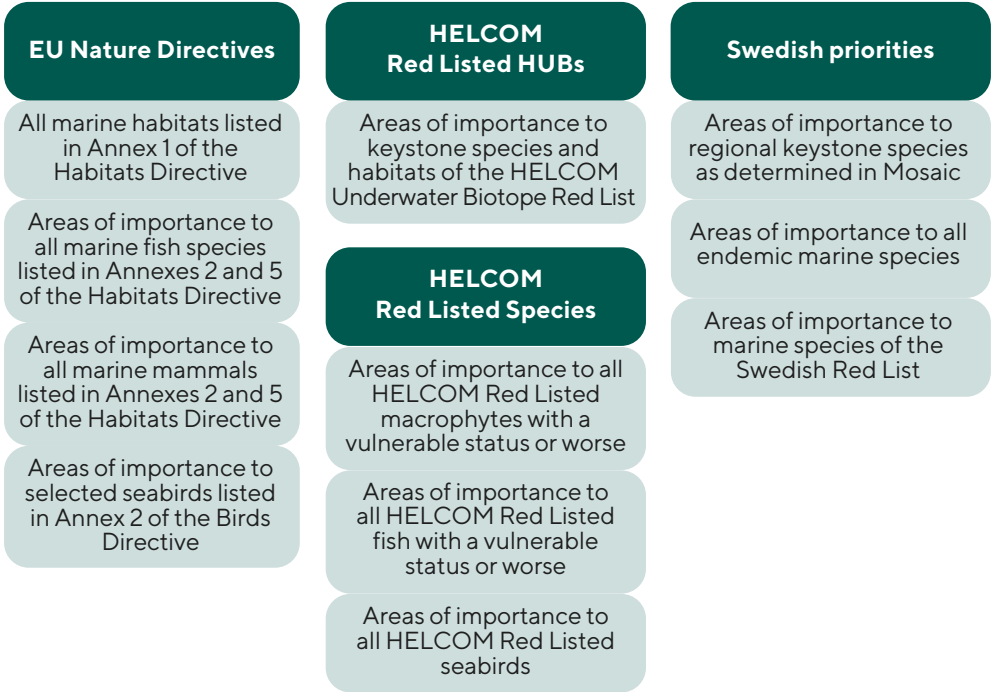 EU Nature Directives
All marine habitats listed
in Annex 1 of the
Habitats Directive
Areas of importance to
all marine fish species
listed in Annexes 2 and 5
of the Habitats Directive
Areas of importance to
all marine mammals
listed in Annexes 2 and 5
of the Habitats Directive
Areas of importance to
selected seabirds listed
in Annex 2 of the Birds
Directive
HELCOM
Red Listed HUBs
Areas of importance to
keystone species and
habitats of the HELCOM
Underwater Biotope Red List
HELCOM
Red Listed Species
Areas of importance to all
HELCOM Red Listed
macrophytes with a
vulnerable status or worse
Areas of importance to
all HELCOM Red Listed
fish with a vulnerable
status or worse
Areas of importance to
all HELCOM Red Listed
seabirds
Swedish priorities
Areas of importance to
regional keystone species
as determined in Mosaic
Areas of importance to all
endemic marine species
Areas of importance to
marine species of the
Swedish Red List